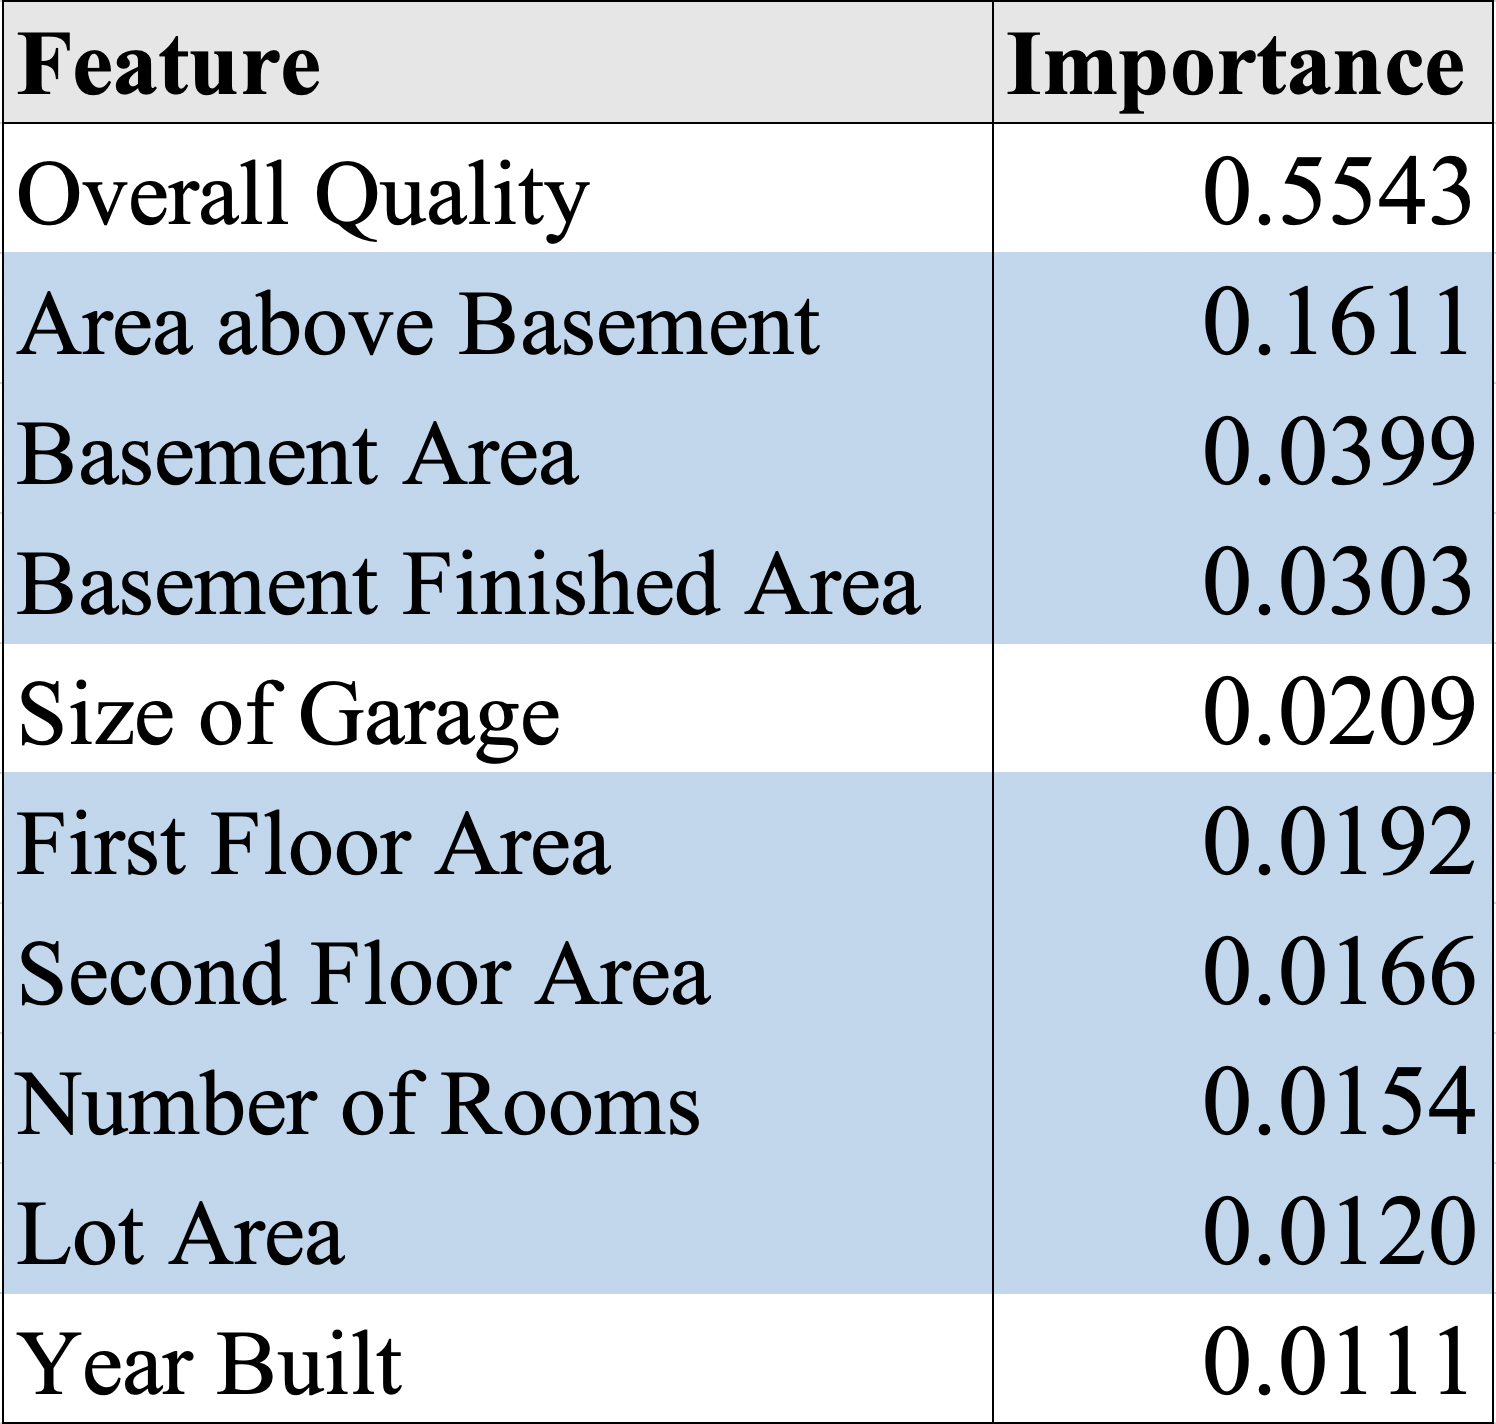 Feature Importance
Overall Quality 0.5543
Area above Basement 0.1611
Basement Area 0.0399
Basement Finished Area 0.0303
Size of Garage 0.0209
First Floor Area 0.0192
Second Floor Area 0.0166
Number of Rooms 0.0154
Lot Area 0.0120
Year Built 0.0111